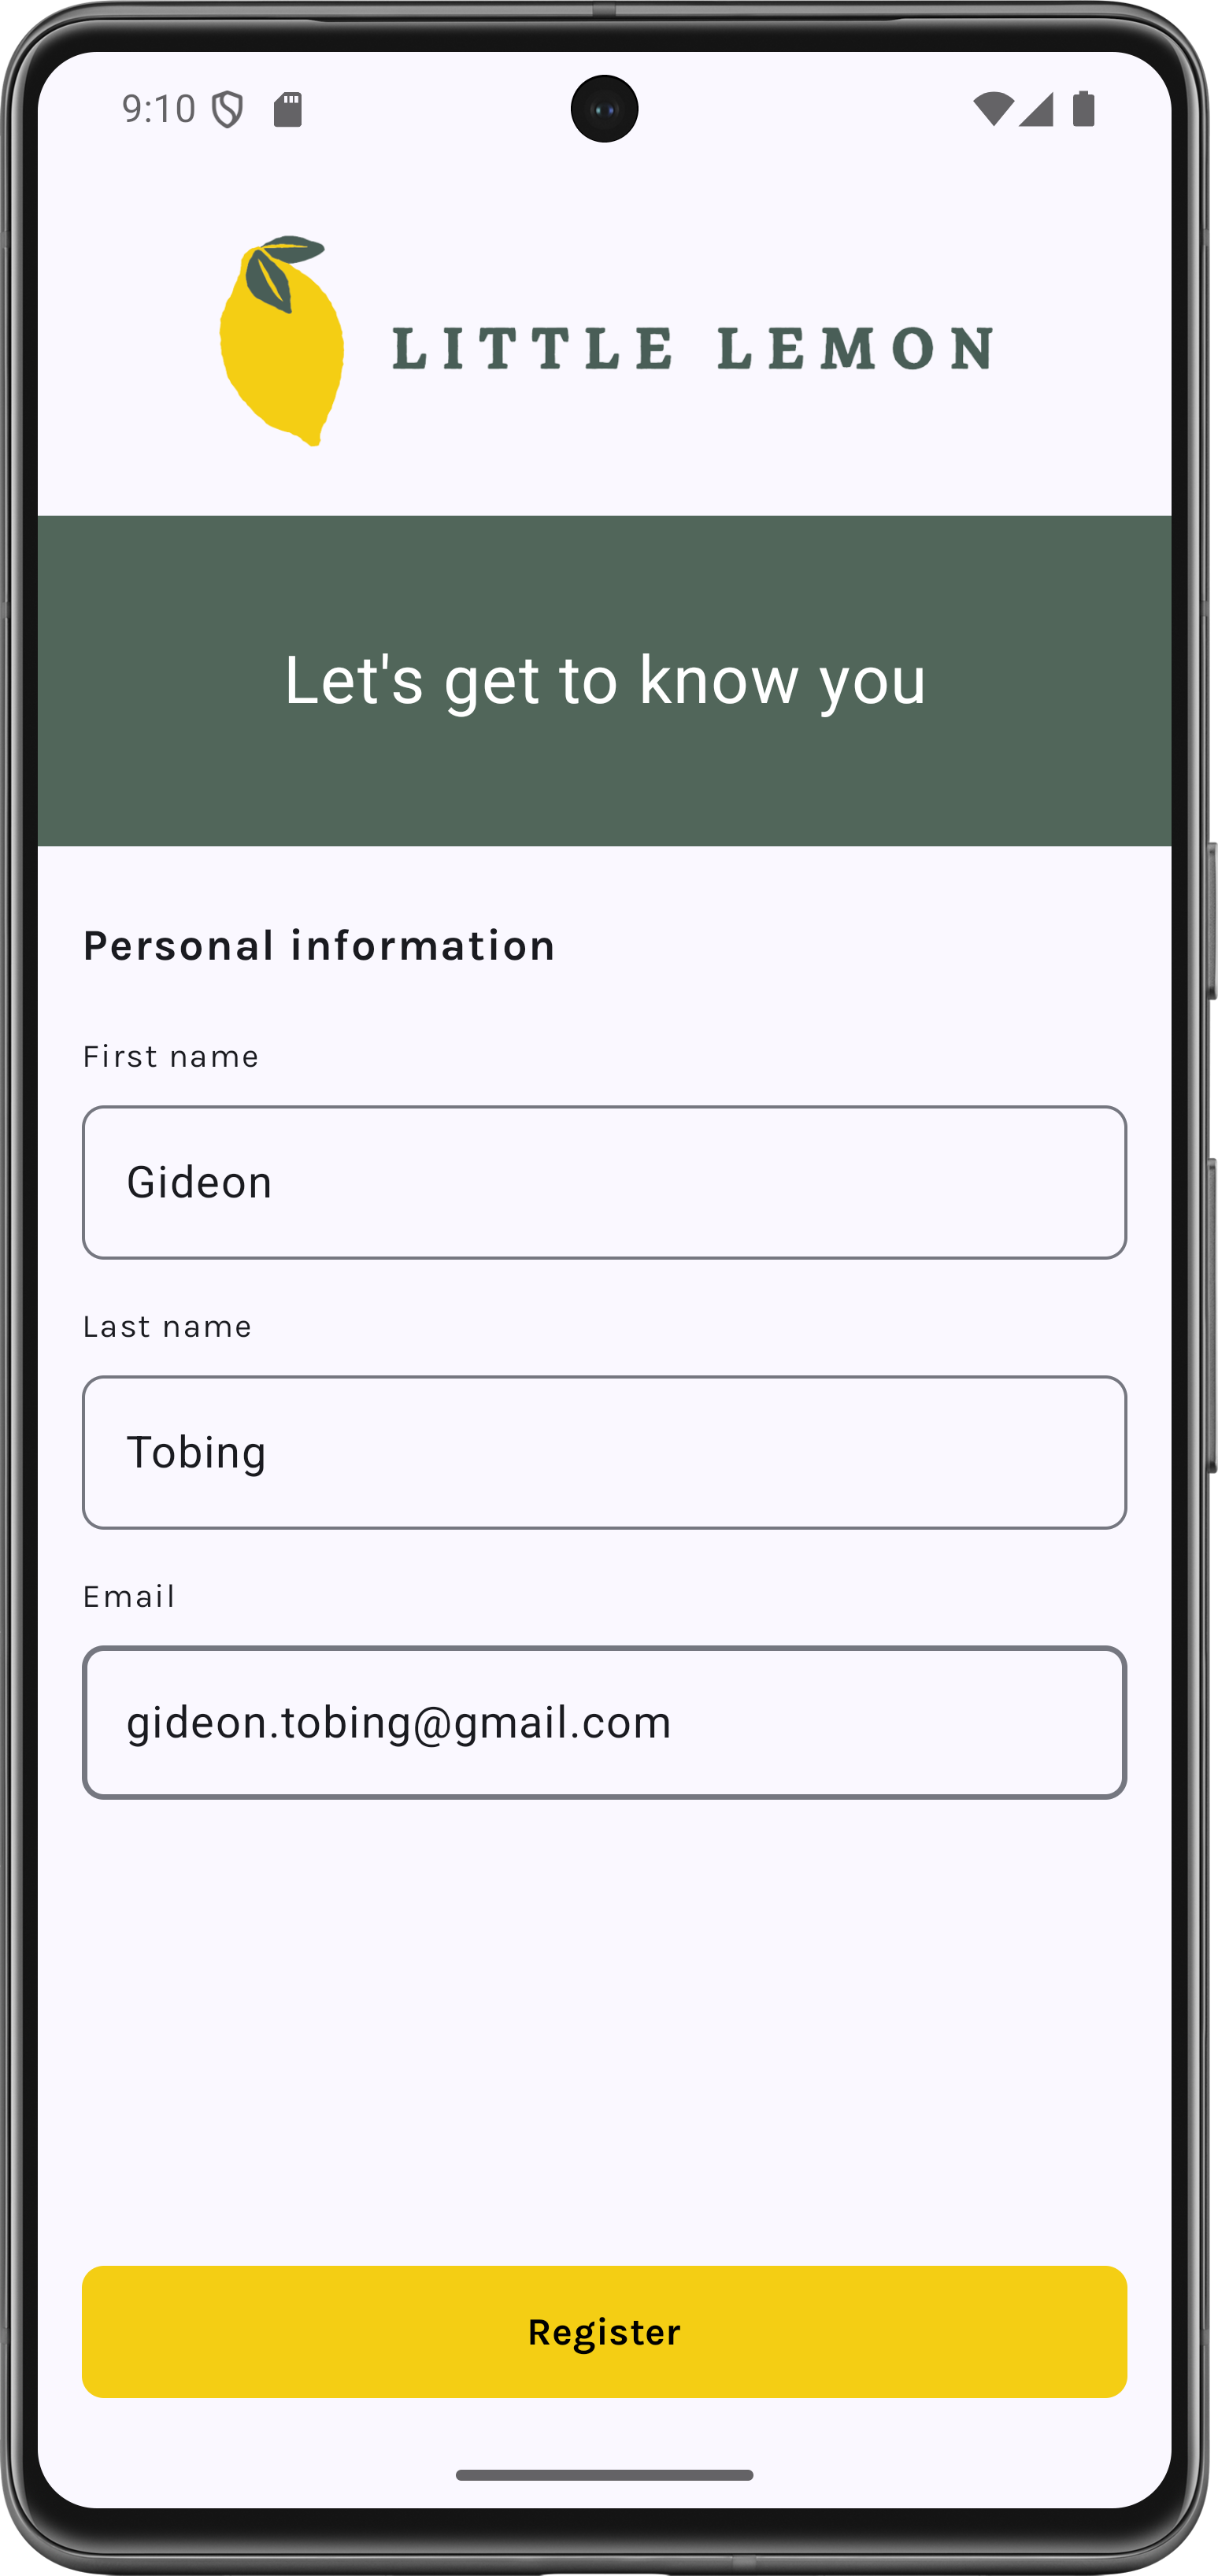 9:10
LITTLE LEMON
Let's get to know you
Personal information
First name
Gideon
Last name
Tobing
Email
gideon.tobing@gmail.com
Register